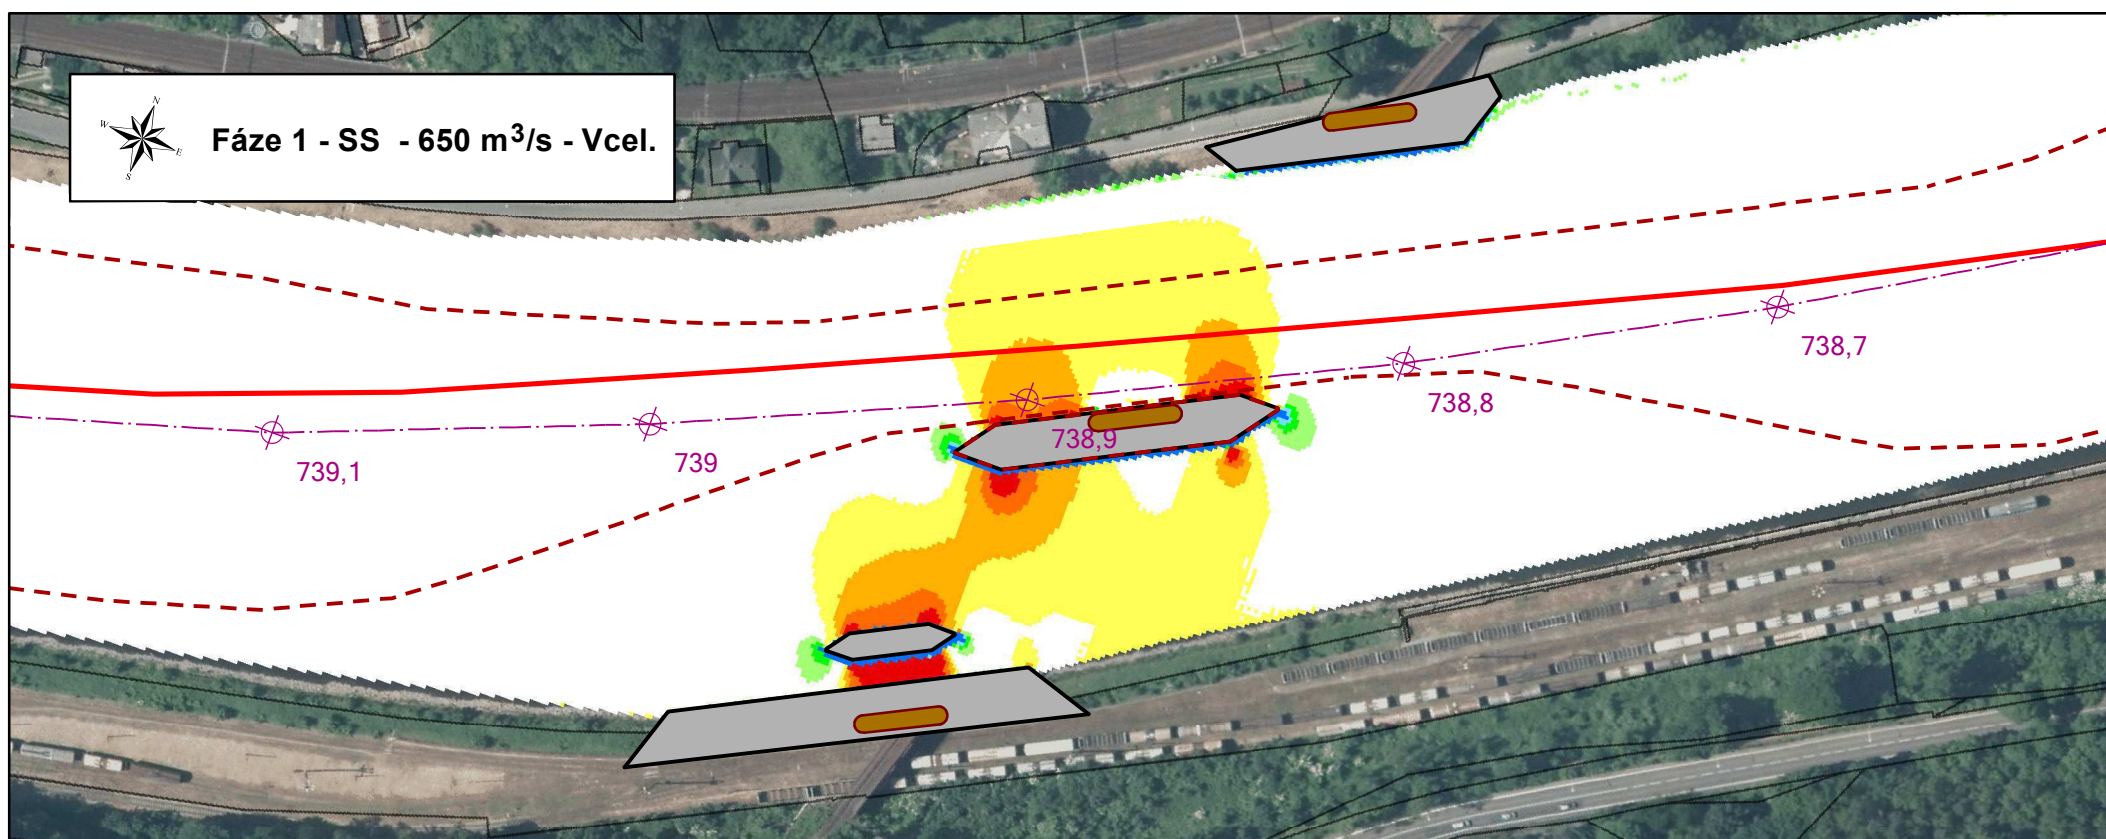 N
W
E
S
Fáze 1 - SS - 650 m³/s - Vcel.
738,7
738,8
738,9
739
739,1